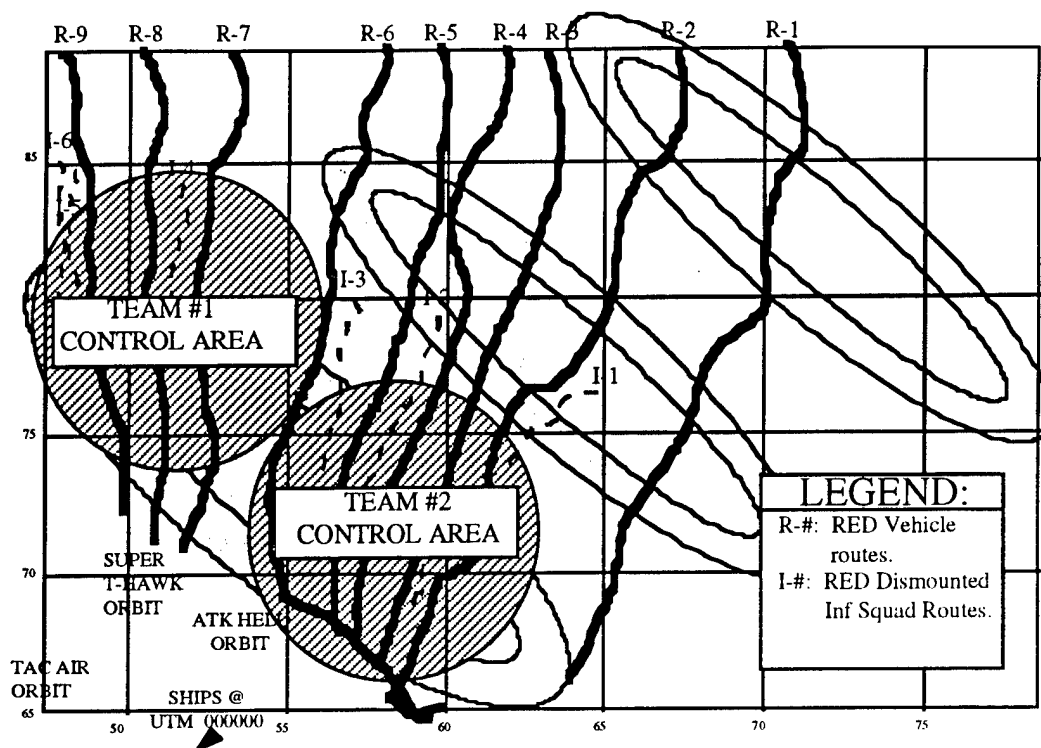 R-9 R-8 R-7 R-6 R-5 R-4 R-3 R-2 R-1
I-6
I-4
85
I-3
TEAM #1
CONTROL AREA
I-1
75
TEAM #2
CONTROL AREA
LEGEND:
R-#: RED Vehicle
routes.
I-#: RED Dismounted
Inf Squad Routes.
70
SUPER
T-HAWK
ORBIT
ATK HELO
ORBIT
TAC AIR
ORBIT
SHIPS @
UTM 000000
65
50 55 60 65 70 75